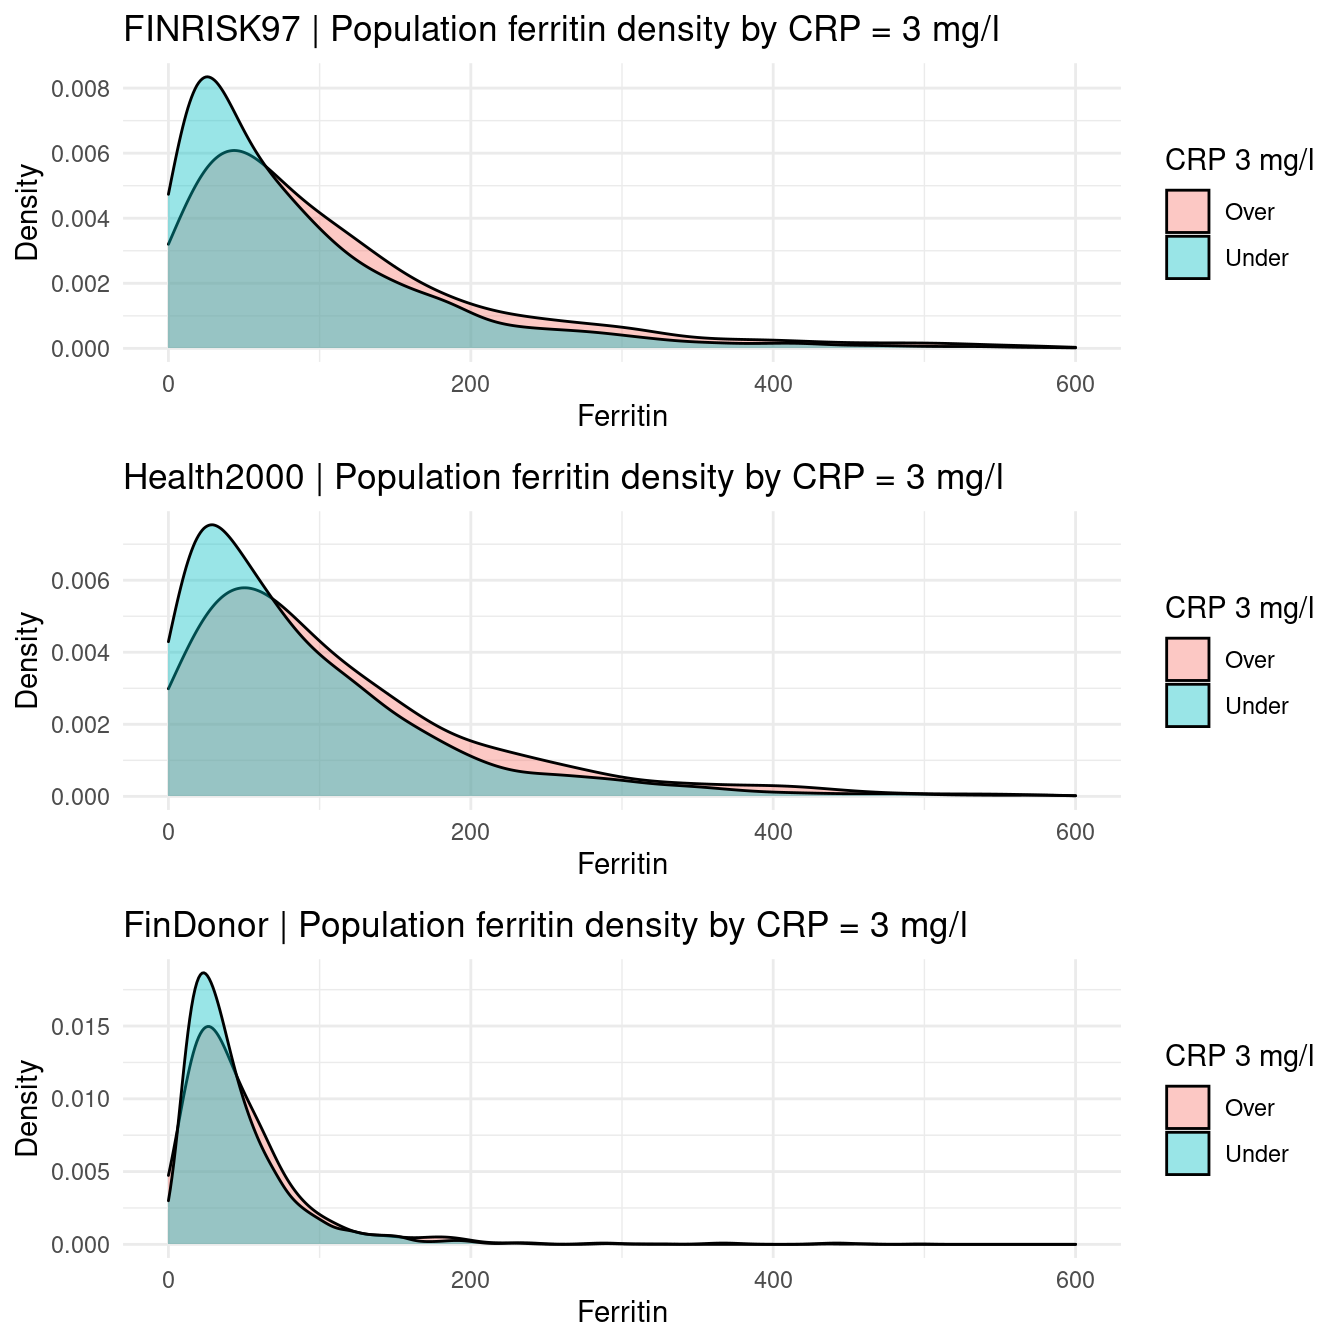 FINRISK97 | Population ferritin density by CRP = 3 mg/l
Density
0.008
0.006
0.004
0.002
0.000
0 200 400 600
Ferritin
CRP 3 mg/l
Over
Under
Health2000 | Population ferritin density by CRP = 3 mg/l
Density
0.006
0.004
0.002
0.000
0 200 400 600
Ferritin
CRP 3 mg/l
Over
Under
FinDonor | Population ferritin density by CRP = 3 mg/l
Density
0.015
0.010
0.005
0.000
0 200 400 600
Ferritin
CRP 3 mg/l
Over
Under